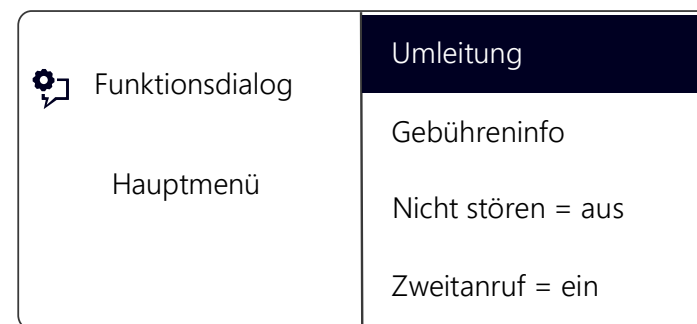 Funktionsdialog
Hauptmenü
Umleitung
Gebühreninfo
Nicht stören = aus
Zweitanruf = ein